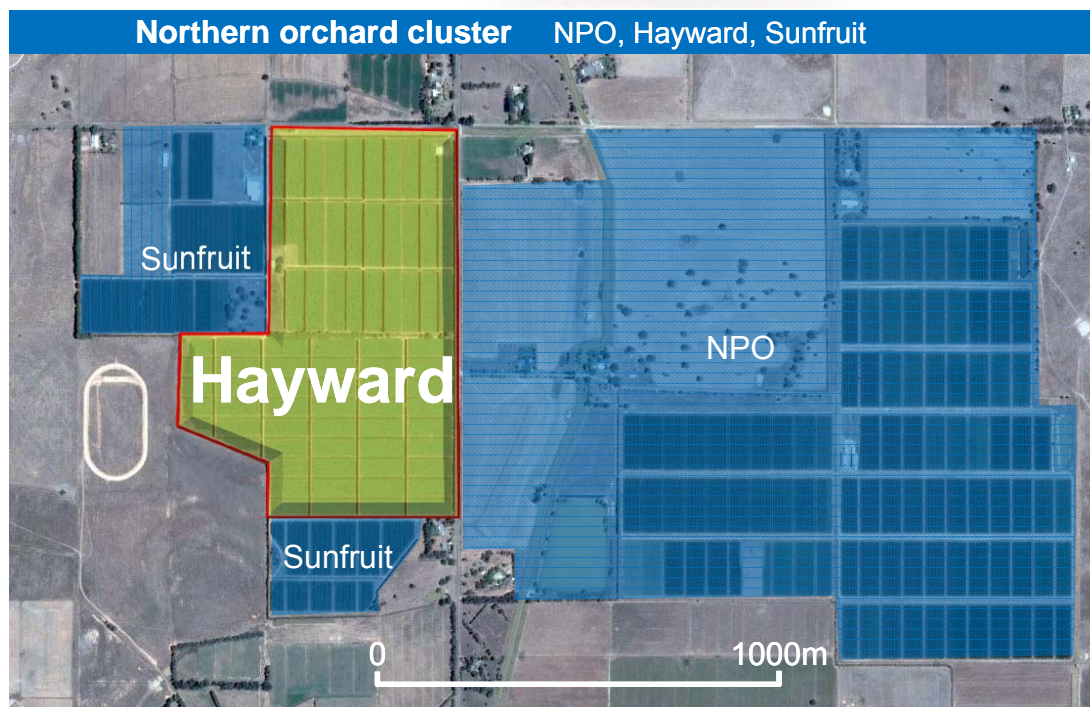 Northern orchard cluster NPO, Hayward, Sunfruit
Sunfruit
NPO
Hayward
Sunfruit
0 1000m